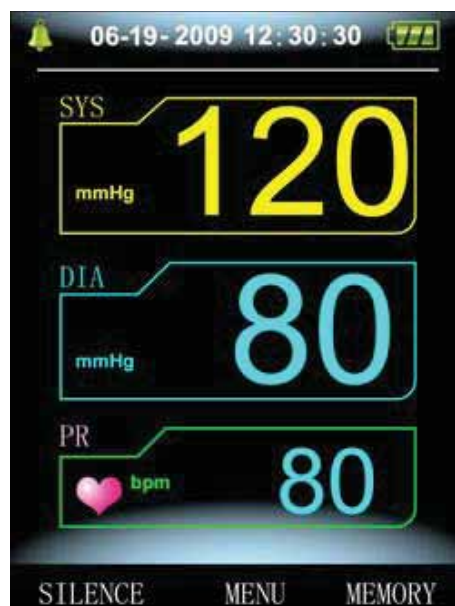 06-19-2009 12:30:30
SYS
mmHg 120
DIA
mmHg 80
PR
bpm 80
SILENCE MENU MEMORY